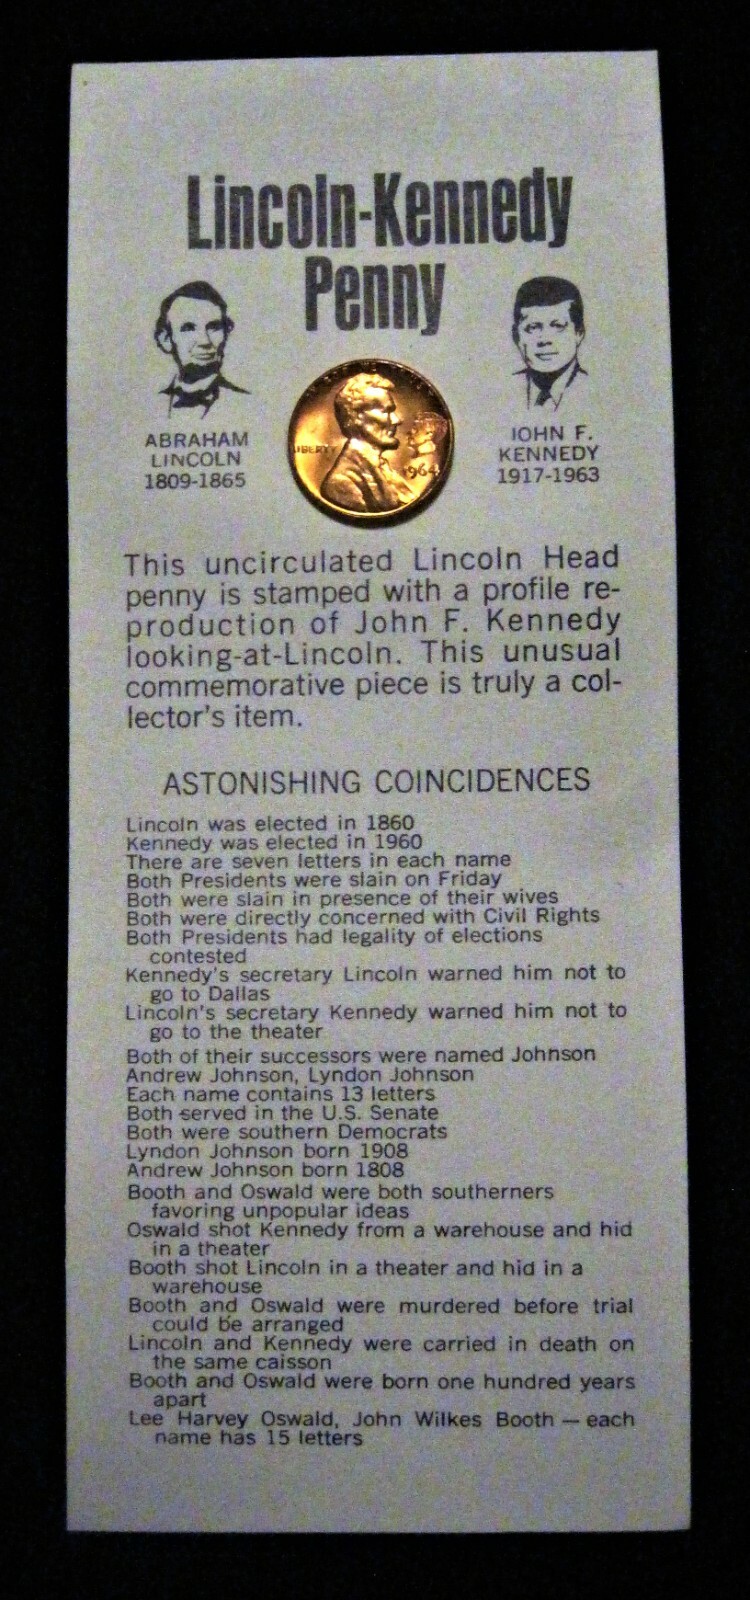 Lincoln-Kennedy
Penny
ABRAHAM
LINCOLN
1809-1865
LIBERTY
1964
JOHN F.
KENNEDY
1917-1963
This uncirculated Lincoln Head
penny is stamped with a profile re-
production of John F. Kennedy
looking-at-Lincoln. This unusual
commemorative piece is truly a col-
lector's item.
ASTONISHING COINCIDENCES
Lincoln was elected in 1860
Kennedy was elected in 1960
There are seven letters in each name
Both Presidents were slain on Friday
Both were slain in presence of their wives
Both were directly concerned with Civil Rights
Both Presidents had legality of elections
contested
Kennedy's secretary Lincoln warned him not to
go to Dallas
Lincoln's secretary Kennedy warned him not to
go to the theater
Both of their successors were named Johnson
Andrew Johnson, Lyndon Johnson
Each name contains 13 letters
Both served in the U.S. Senate
Both were southern Democrats
Lyndon Johnson born 1908
Andrew Johnson born 1808
Booth and Oswald were both southerners
favoring unpopular ideas
Oswald shot Kennedy from a warehouse and hid
in a theater
Booth shot Lincoln in a theater and hid in a
warehouse
Booth and Oswald were murdered before trial
could be arranged
Lincoln and Kennedy were carried in death on
the same caisson
Booth and Oswald were born one hundred years
apart
Lee Harvey Oswald, John Wilkes Booth — each
name has 15 letters